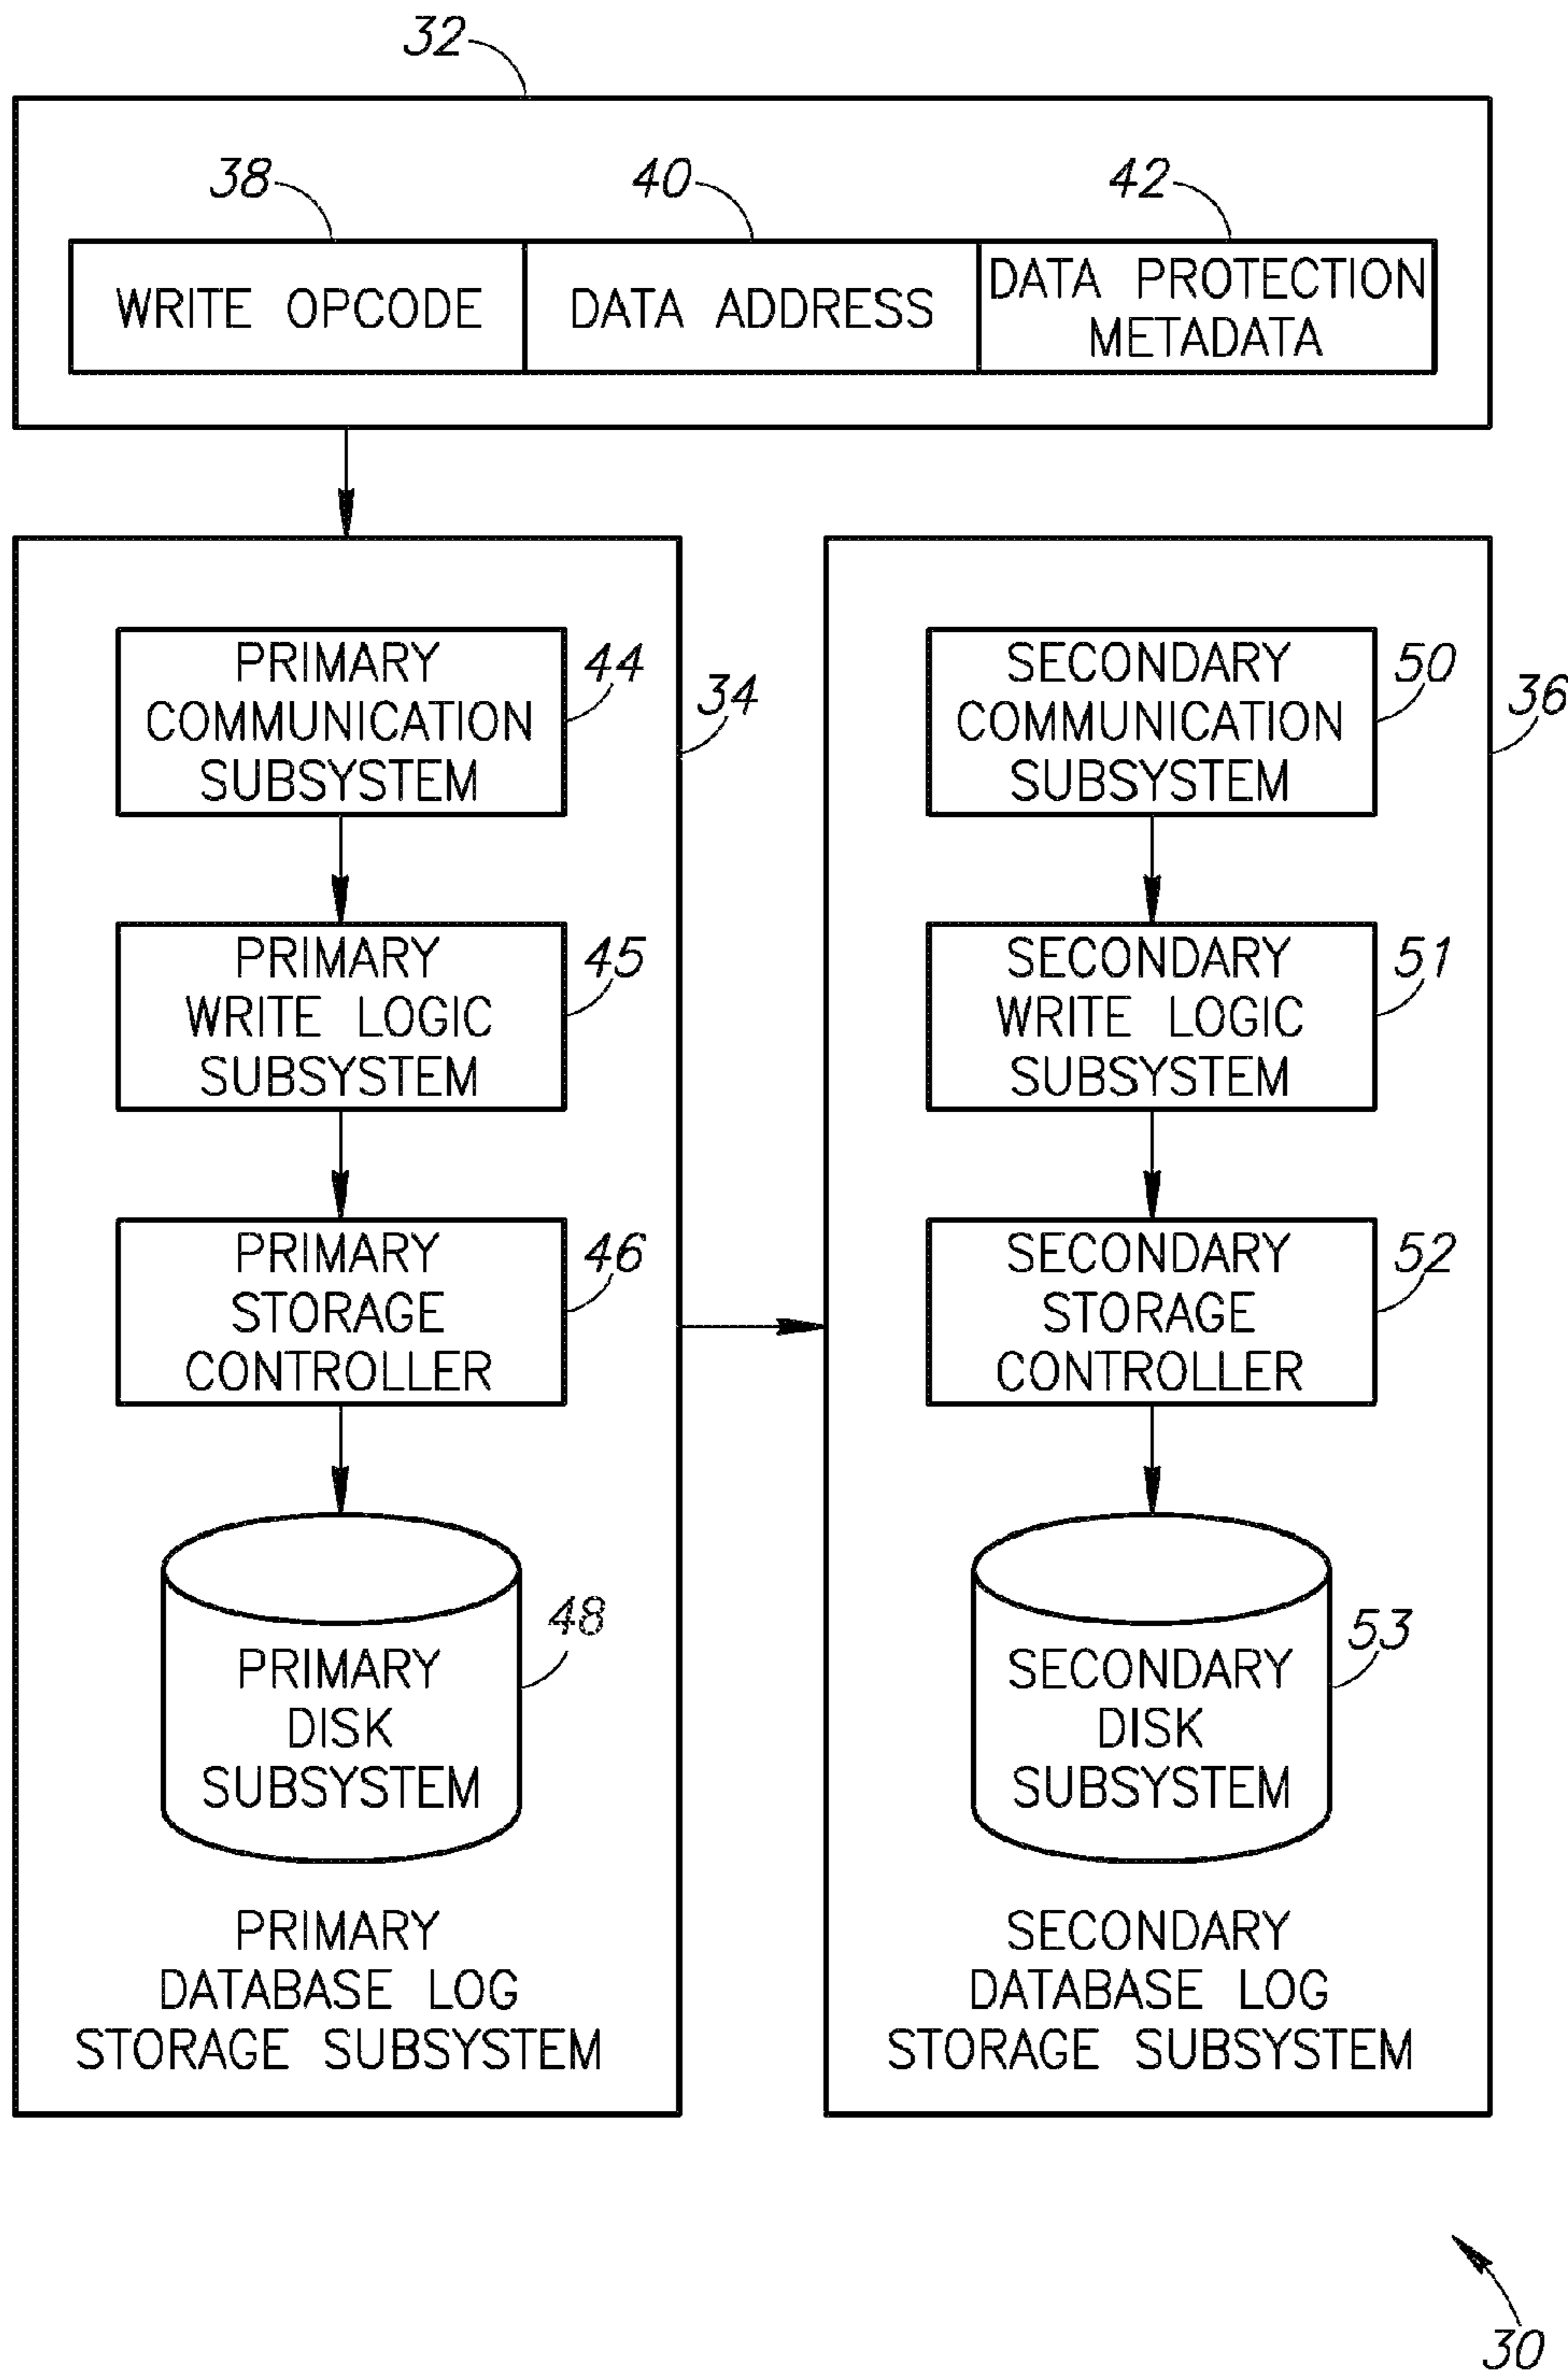 32
38
40
42
WRITE OPCODE
DATA ADDRESS
DATA PROTECTION
METADATA
PRIMARY
COMMUNICATION
SUBSYSTEM
44
34
PRIMARY
WRITE LOGIC
SUBSYSTEM
45
PRIMARY
STORAGE
CONTROLLER
46
PRIMARY
DISK
SUBSYSTEM
48
PRIMARY
DATABASE LOG
STORAGE SUBSYSTEM
SECONDARY
COMMUNICATION
SUBSYSTEM
50
36
SECONDARY
WRITE LOGIC
SUBSYSTEM
51
SECONDARY
STORAGE
CONTROLLER
52
SECONDARY
DISK
SUBSYSTEM
53
SECONDARY
DATABASE LOG
STORAGE SUBSYSTEM
30